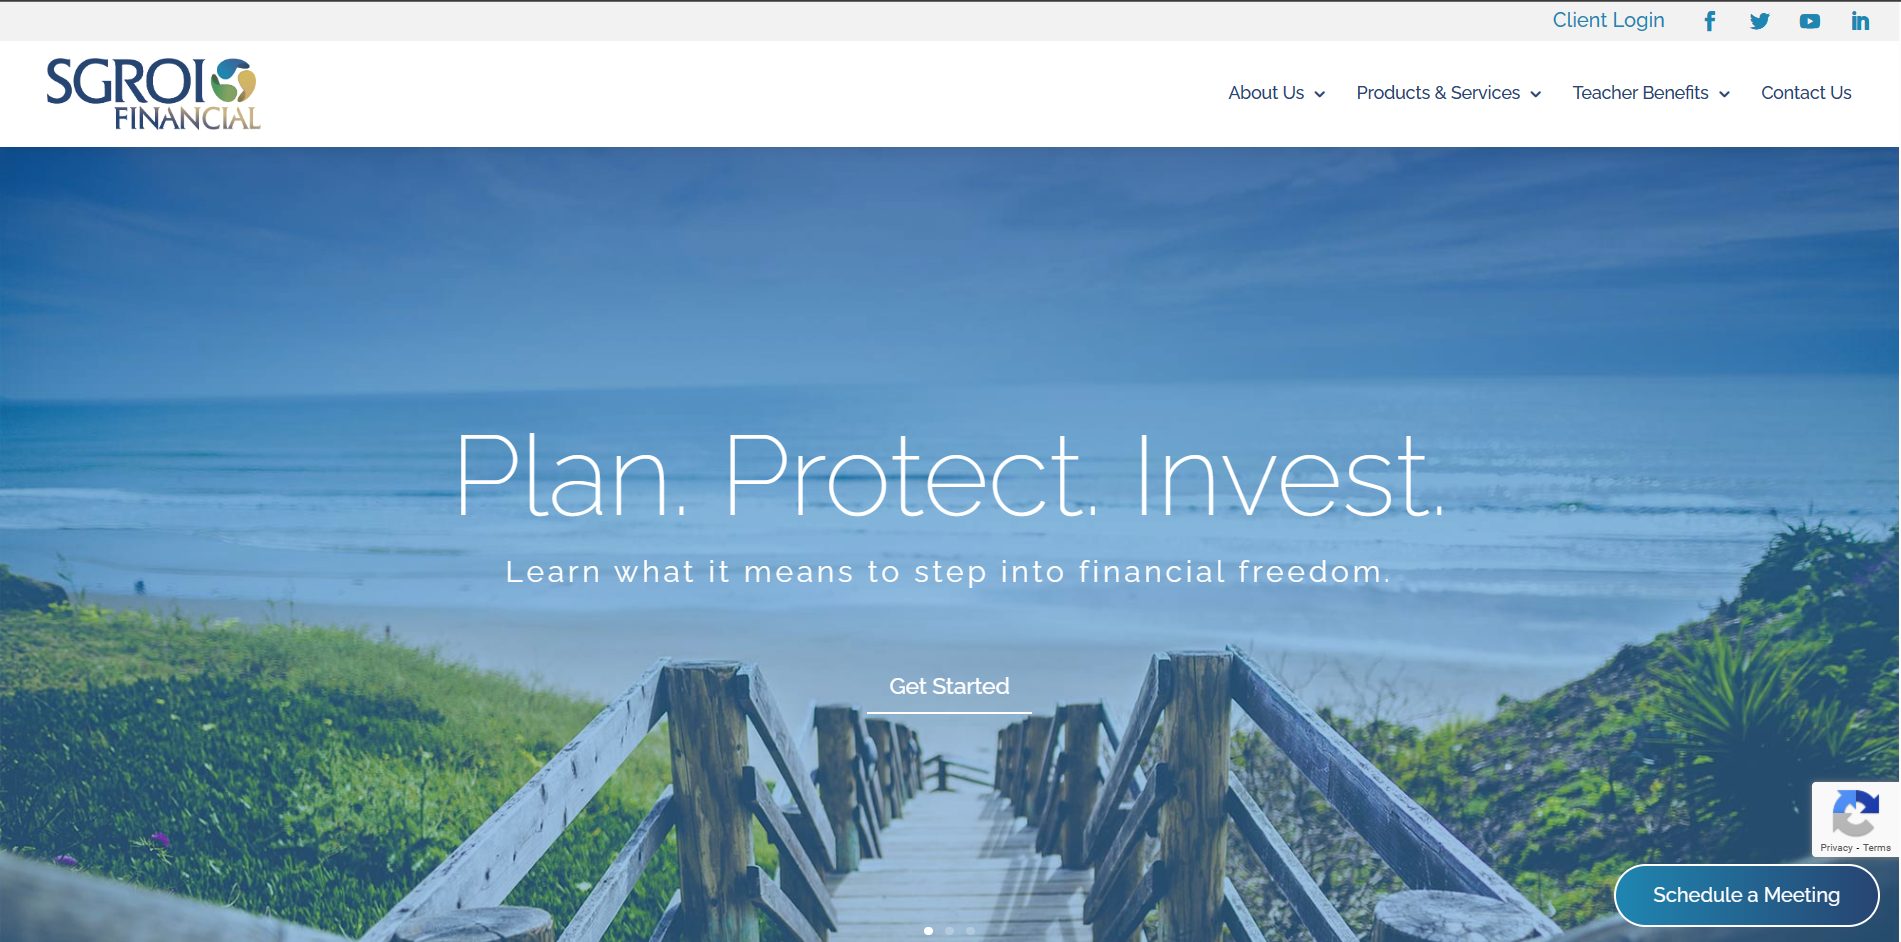 Client Login
SGROI
FINANCIAL
About Us
Products & Services
Teacher Benefits
Contact Us
Plan. Protect. Invest.
Learn what it means to step into financial freedom.
Get Started
Privacy - Terms
Schedule a Meeting